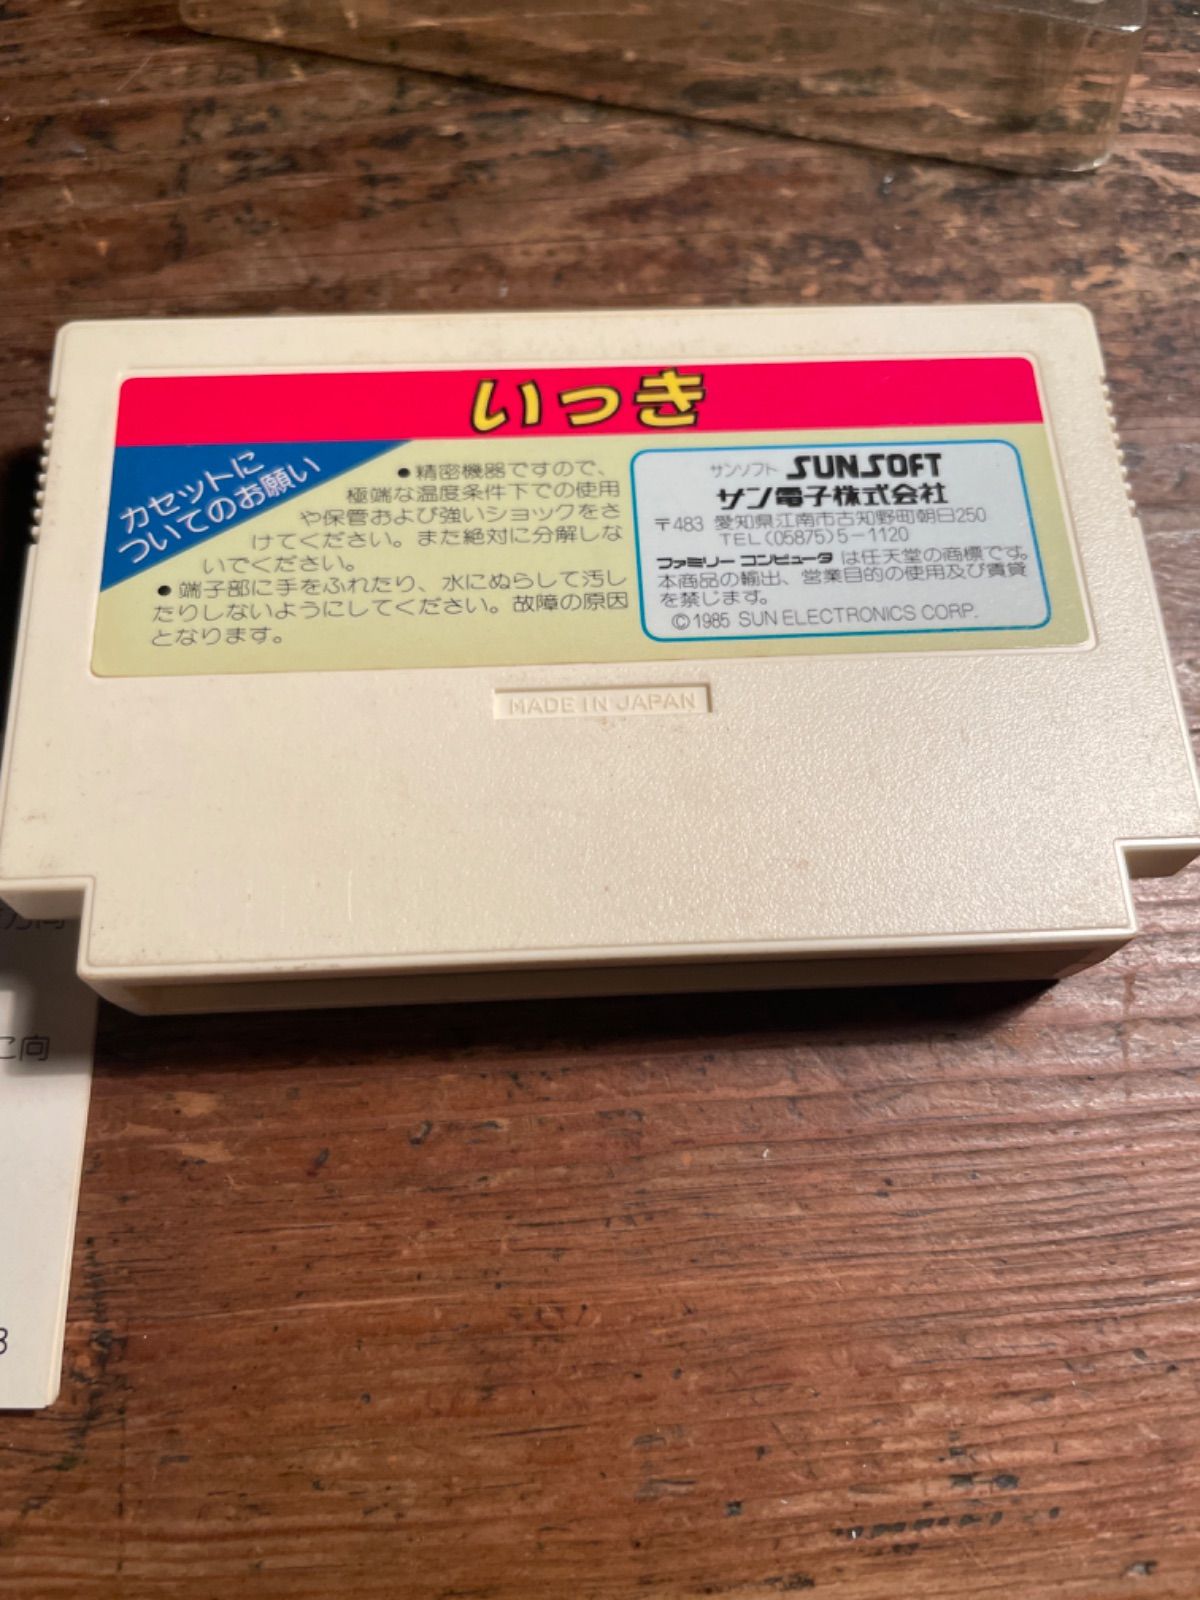 いっき
カセットに
ついてのお願い
●精密機器ですので、
極端な温度条件下での使用
や保管および強いショックをさ
けてください。また絶対に分解しな
いでください。
●端子部に手をふれたり、水にぬらして汚し
たりしないようにしてください。故障の原因
となります。
サンソフト SUNSOFT
サン電子株式会社
〒483 愛知県江南市古知野町朝日250
TEL(05875)5-1120
ファミリーコンピュータ は任天堂の商標です。
本商品の輸出、営業目的の使用及び賃貸
を禁じます。
©1985 SUN ELECTRONICS CORP.
MADE IN JAPAN
方向
に向
3